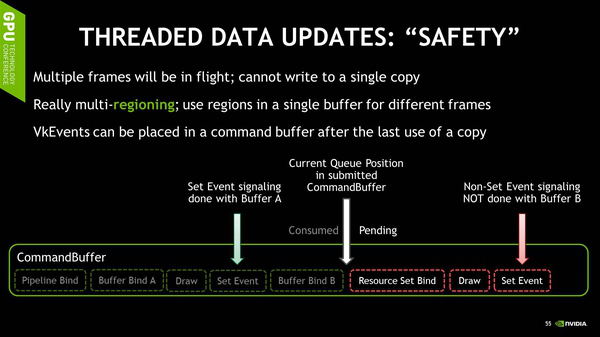 GPU TECHNOLOGY
CONFERENCE
THREADED DATA UPDATES: “SAFETY”
Multiple frames will be in flight; cannot write to a single copy
Really multi-regioning; use regions in a single buffer for different frames
VkEvents can be placed in a command buffer after the last use of a copy
Set Event signaling
done with Buffer A
Current Queue Position
in submitted
CommandBuffer
Non-Set Event signaling
NOT done with Buffer B
Consumed
Pending
CommandBuffer
Pipeline Bind
Buffer Bind A
Draw
Set Event
Buffer Bind B
Resource Set Bind
Draw
Set Event
55
NVIDIA